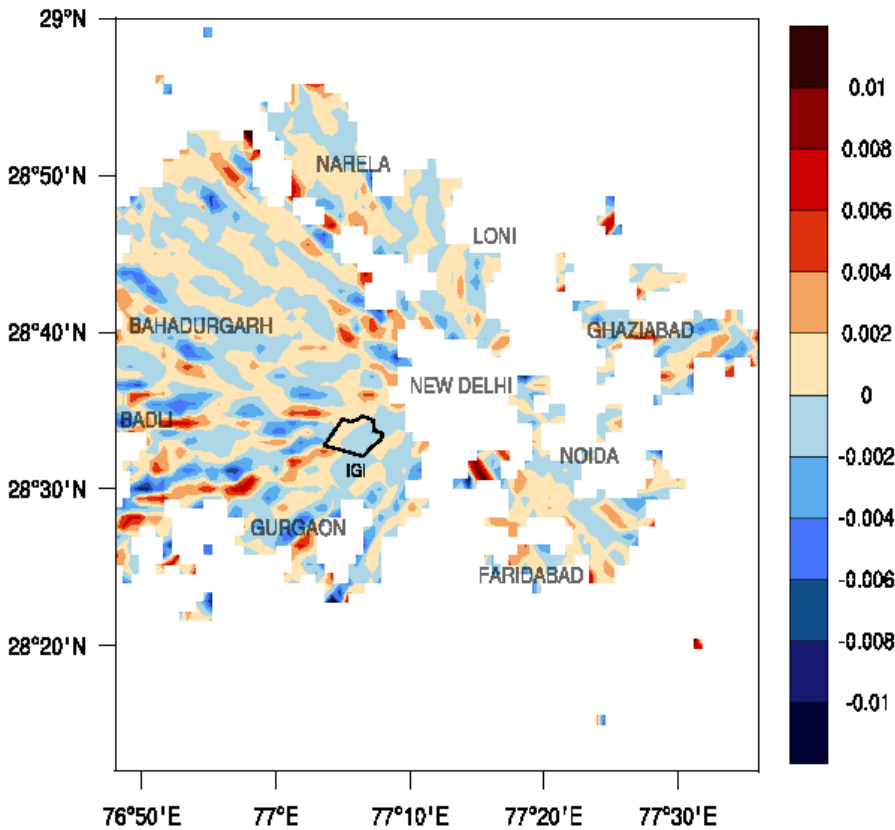 29°N
28°50'N
28°40'N
28°30'N
28°20'N
76°50'E
77°E
77°10'E
77°20'E
77°30'E
NARELA
LONI
BAHADURGARH
GHAZIABAD
NEW DELHI
BADLI
NOIDA
IGI
GURGAON
FARIDABAD
0.01
0.008
0.006
0.004
0.002
0
-0.002
-0.004
-0.006
-0.008
-0.01